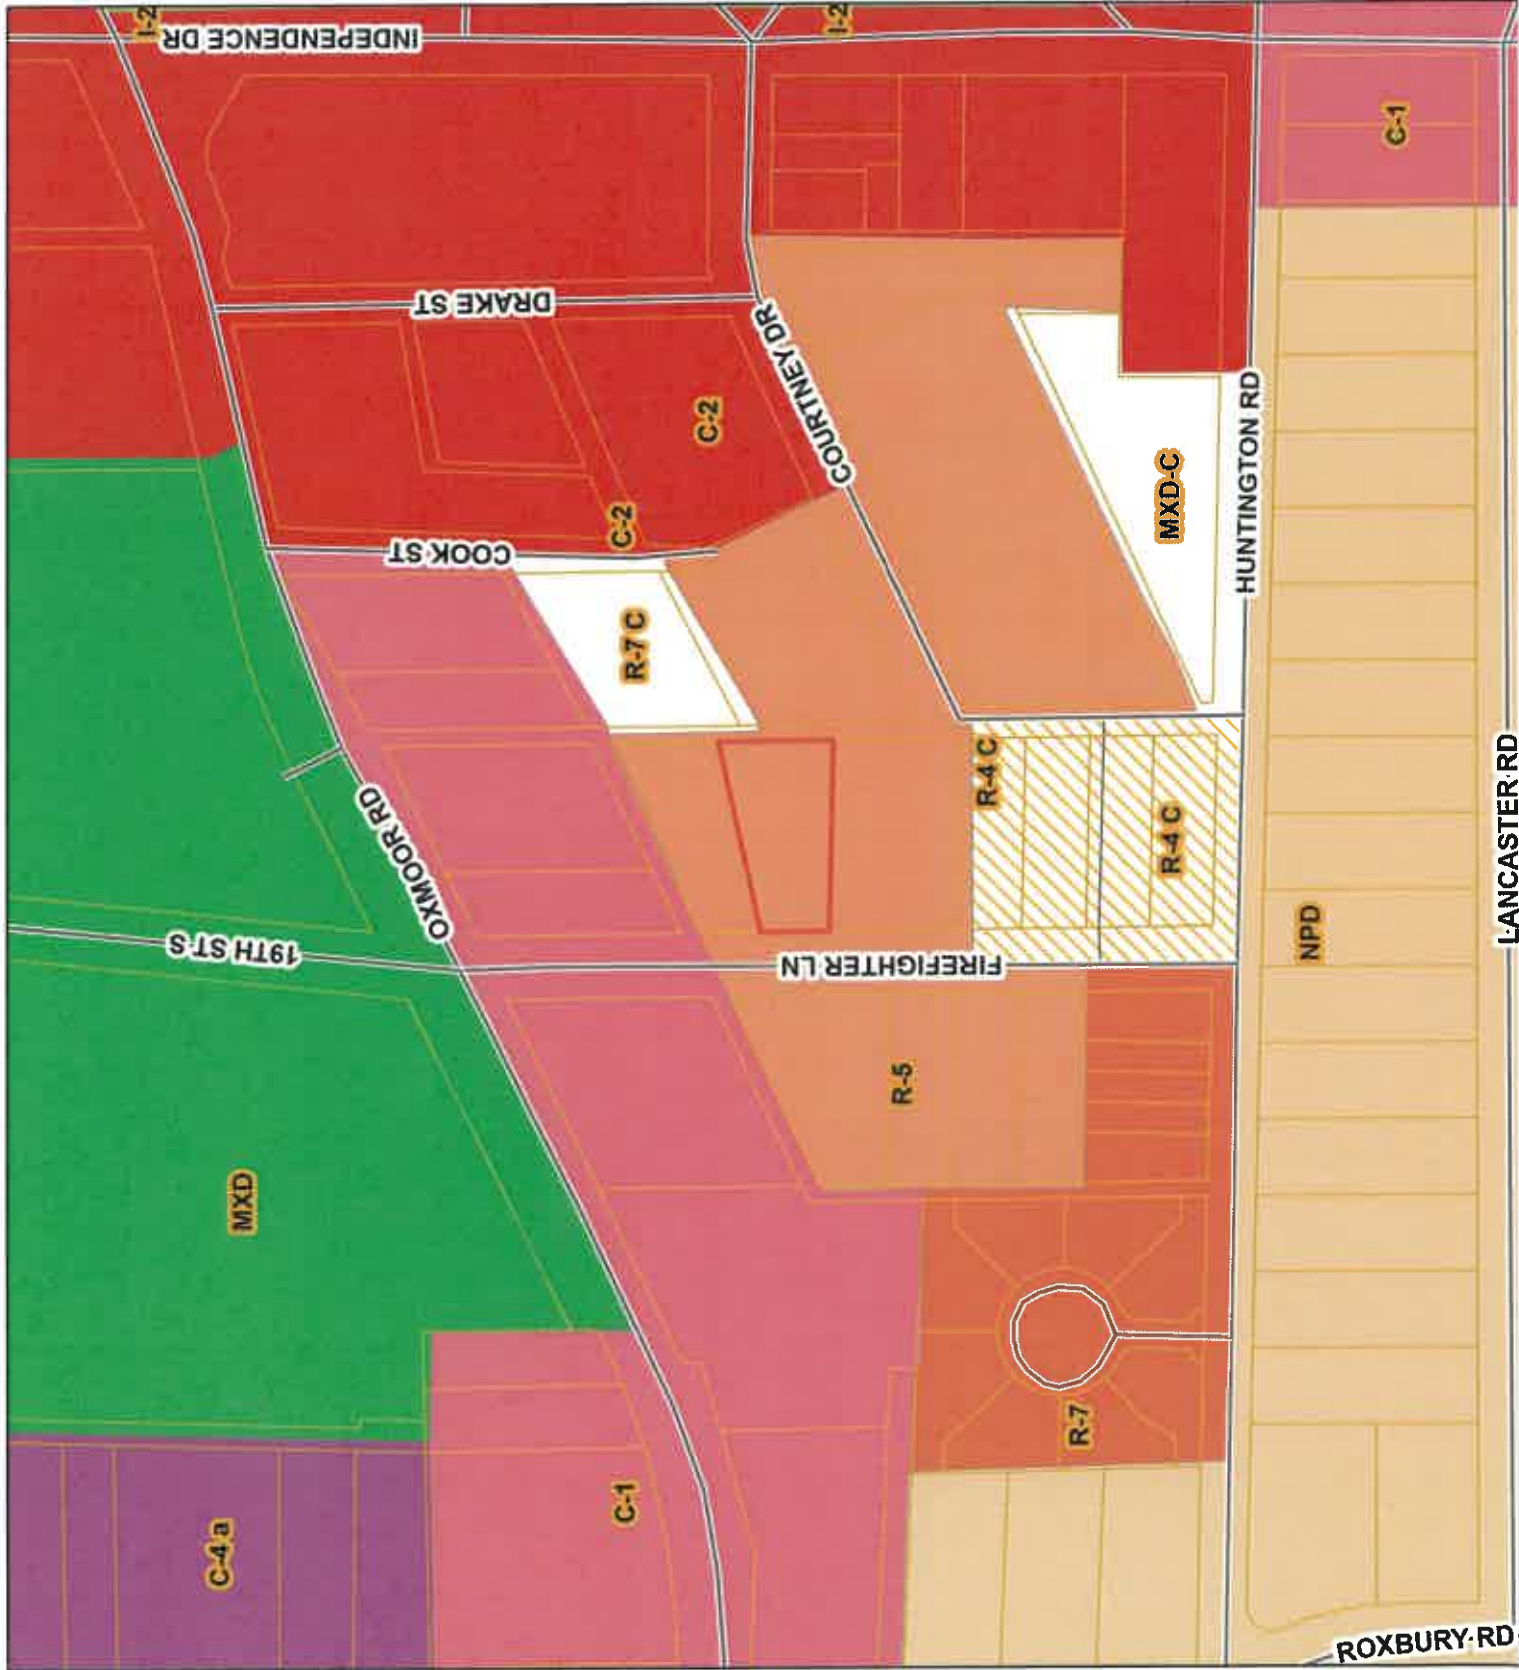 I-2
INDEPENDENCE DR
I-2
C-1
DRAKE ST
COURTNEY DR
C-2
HUNTINGTON RD
MXD-C
C-2
COOK ST
R-7 C
R-4 C
R-4 C
OXMOOR RD
LANCASTER RD
19TH ST S
FIREFIGHTER LN
NPD
R-5
MXD
R-7
C-1
C-4 a
ROXBURY RD